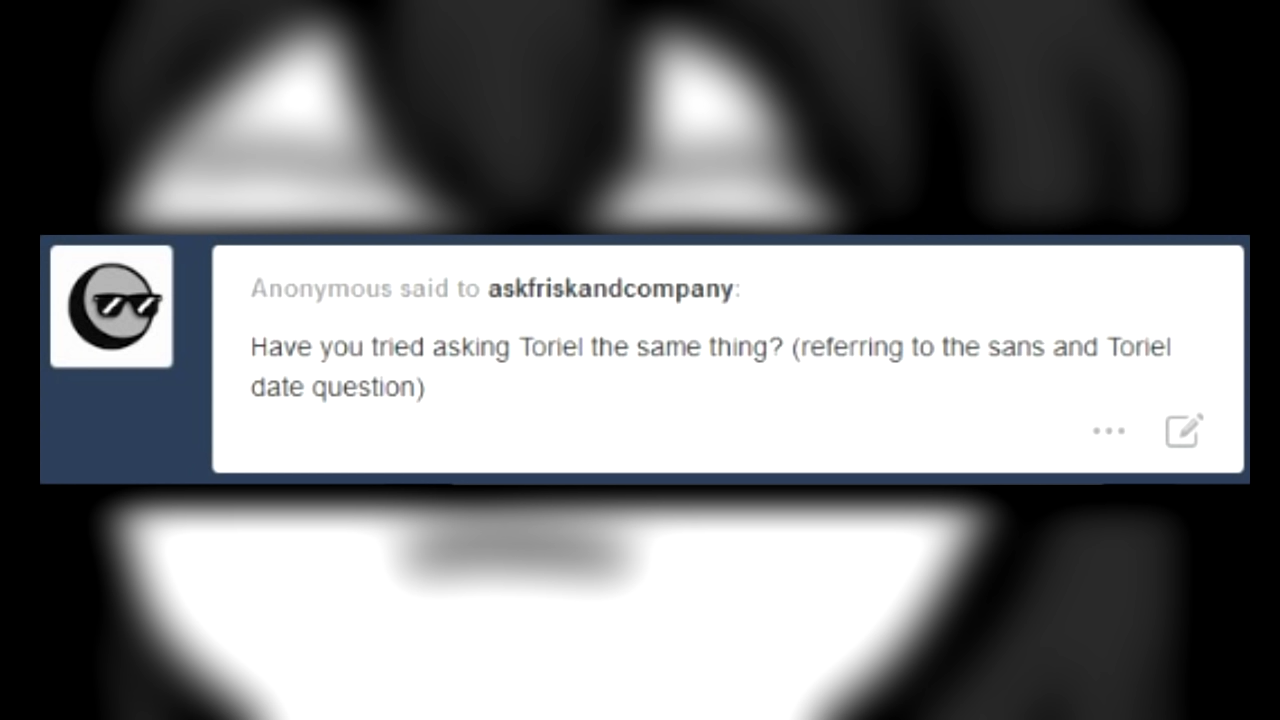 Anonymous said to askfriskandcompany:
Have you tried asking Toriel the same thing? (referring to the sans and Toriel
date question)